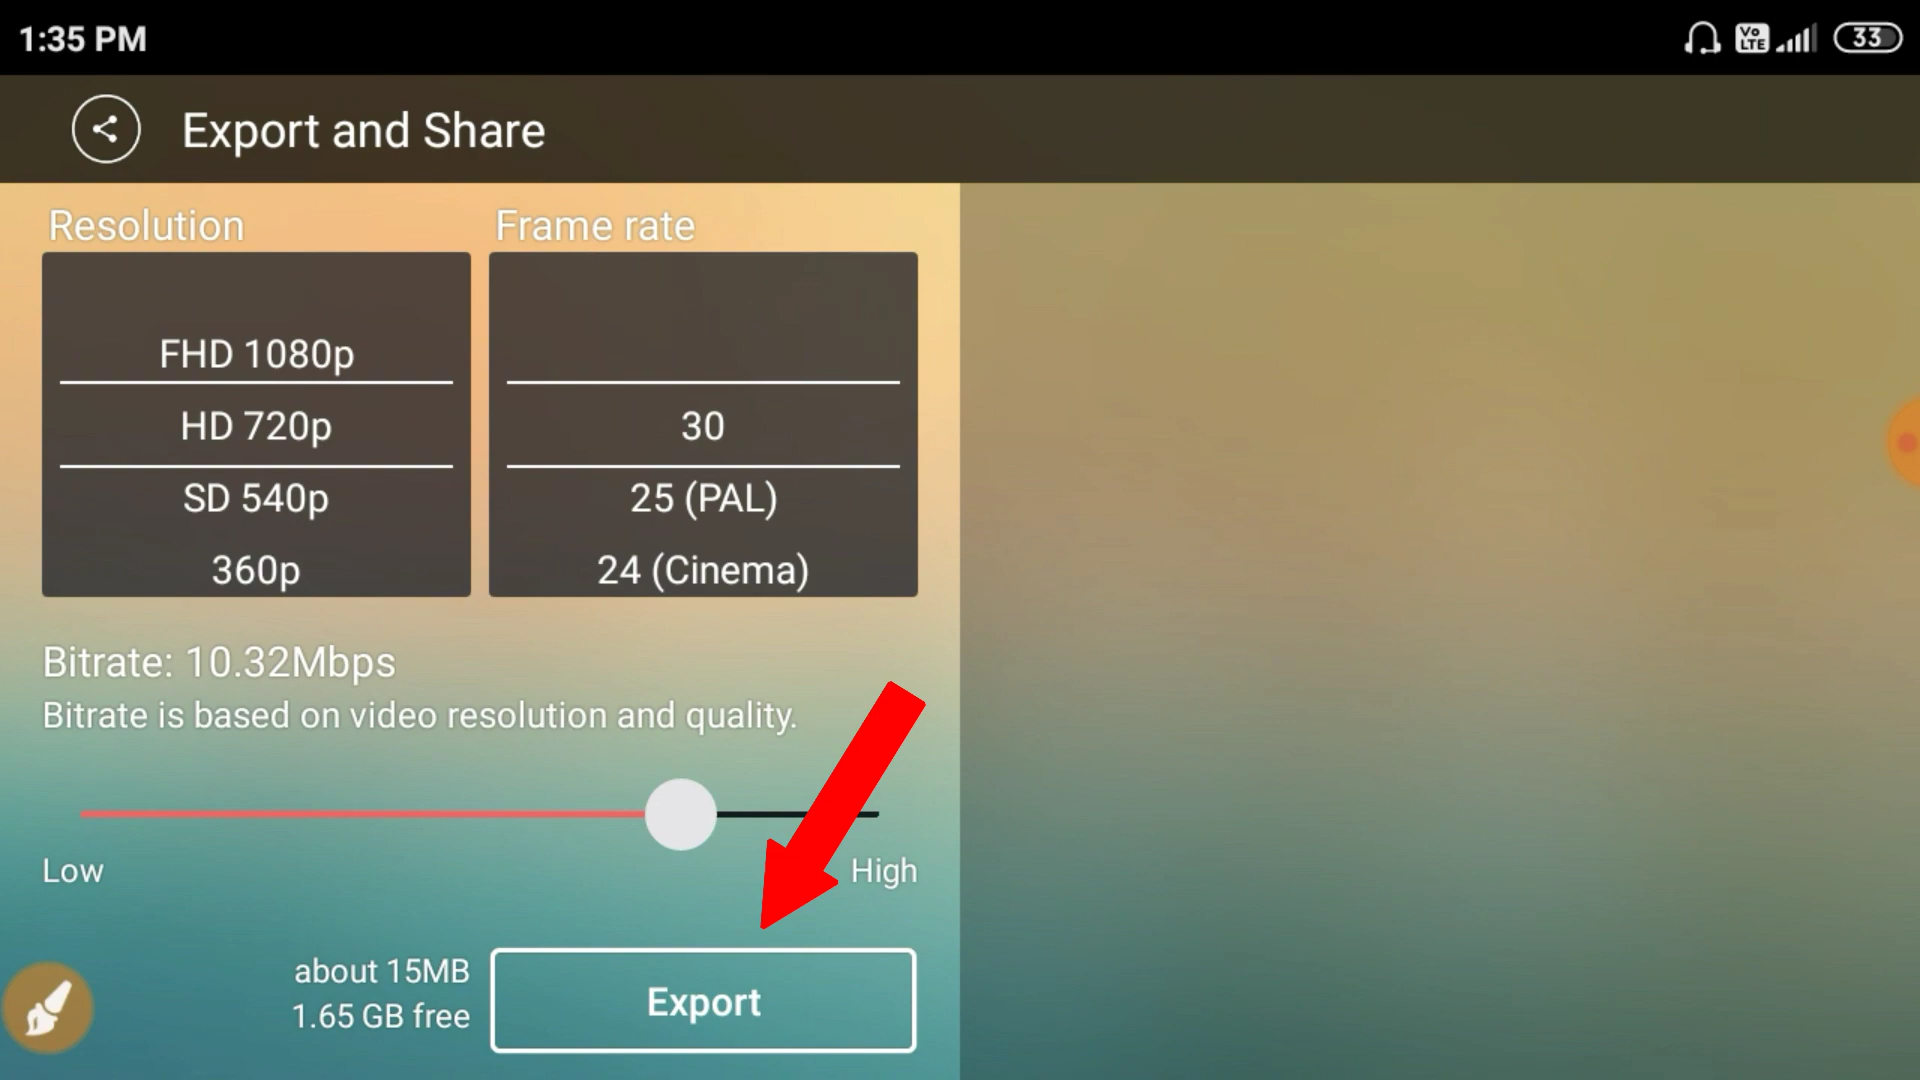 1:35 PM
Vo
LTE
33
Export and Share
Resolution
Frame rate
FHD 1080p
HD 720p
SD 540p
360p
30
25 (PAL)
24 (Cinema)
Bitrate: 10.32Mbps
Bitrate is based on video resolution and quality.
Low
High
about 15MB
1.65 GB free
Export